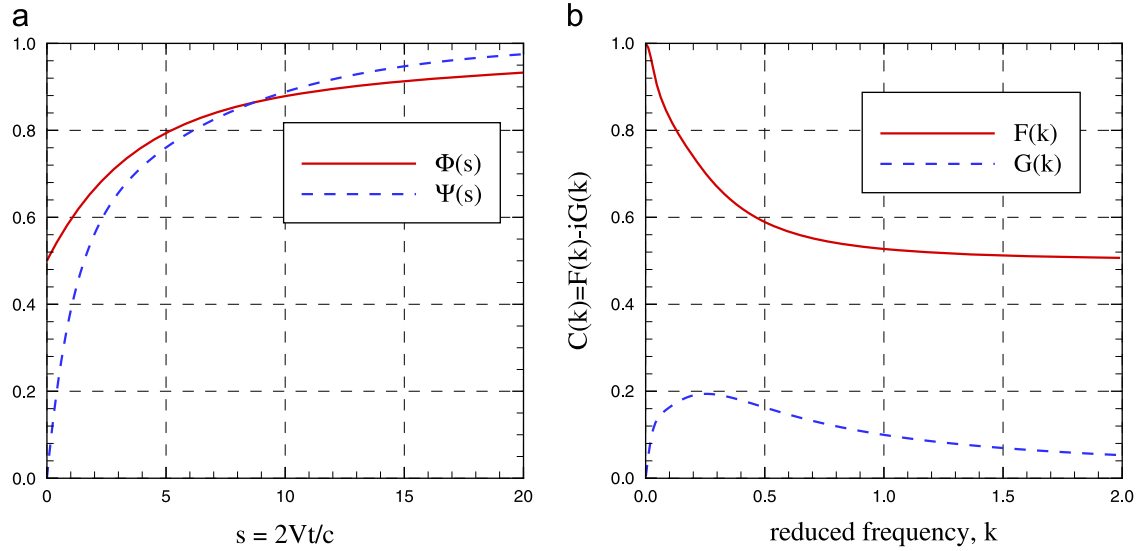 a
1.0
0.8
0.6
0.4
0.2
0.0
0 5 10 15 20
s = 2Vt/c
Φ(s)
Ψ(s)
b
C(k)=F(k)-iG(k)
1.0
0.8
0.6
0.4
0.2
0.0
0.0 0.5 1.0 1.5 2.0
reduced frequency, k
F(k)
G(k)